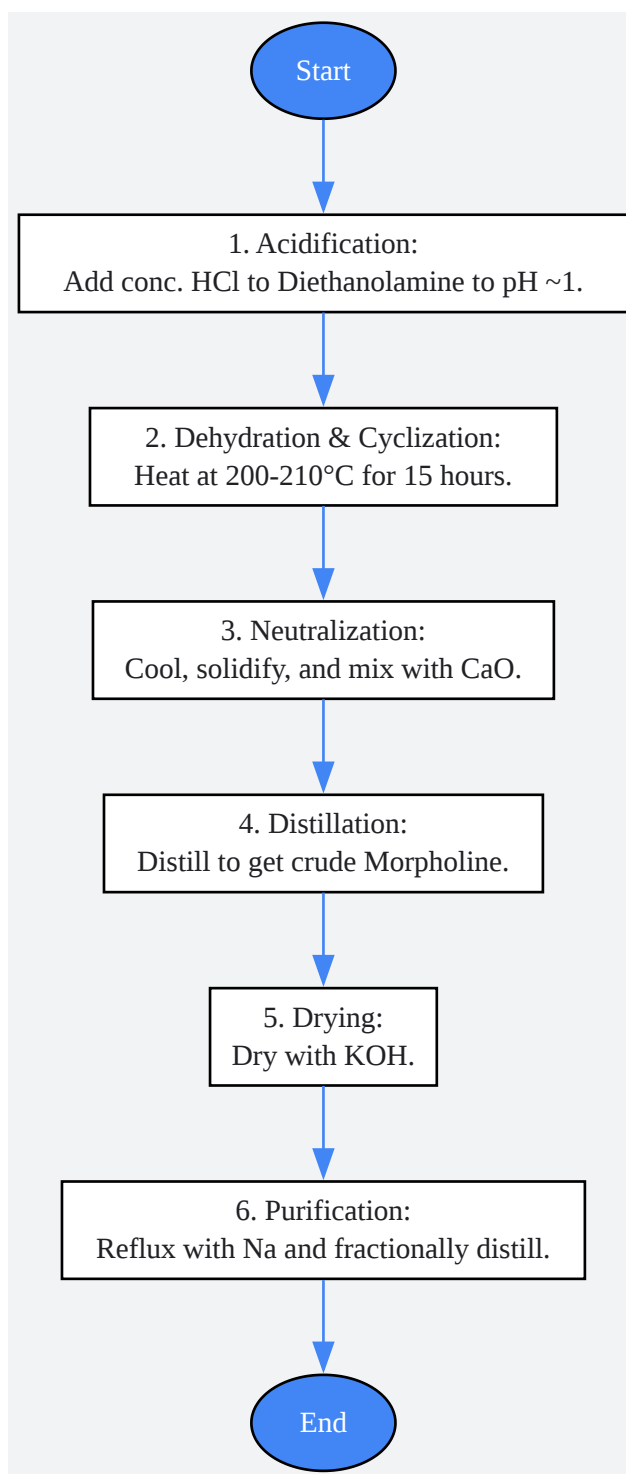 Start
1. Acidification:
Add conc. HCl to Diethanolamine to pH ~1.
2. Dehydration & Cyclization:
Heat at 200-210°C for 15 hours.
3. Neutralization:
Cool, solidify, and mix with CaO.
4. Distillation:
Distill to get crude Morpholine.
5. Drying:
Dry with KOH.
6. Purification:
Reflux with Na and fractionally distill.
End